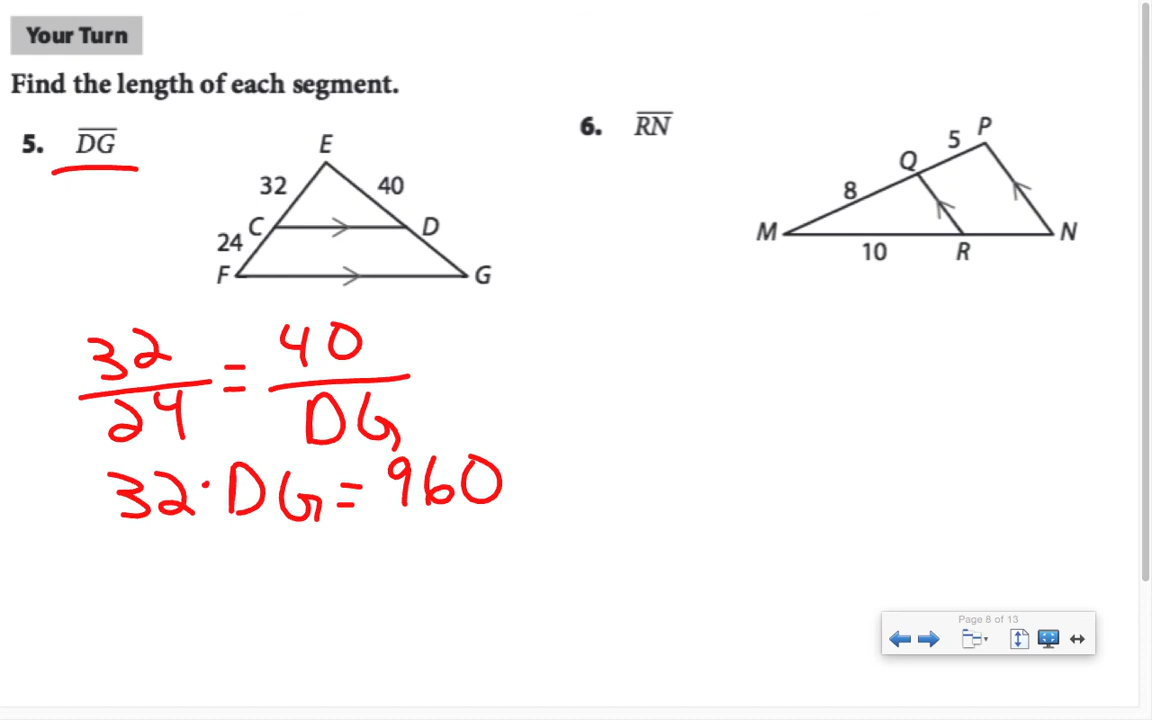 Your Turn
Find the length of each segment.
5. DG
E
32
40
C
D
24
F
G
32/24 = 40/DG
32·DG=960
6. RN
P
5
Q
8
M
N
10
R
Page 8 of 13